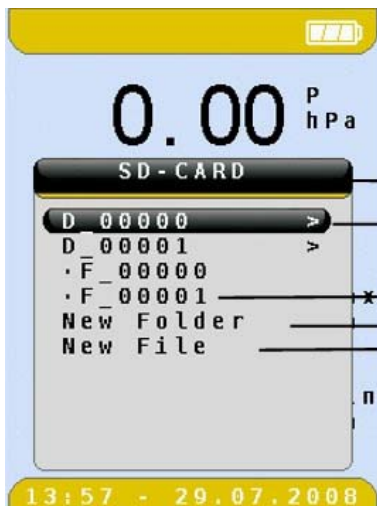 0.00 P
hPa
SD-CARD
D_00000 >
D_00001 >
·F_00000
·F_00001
New Folder
New File
13:57 - 29.07.2008